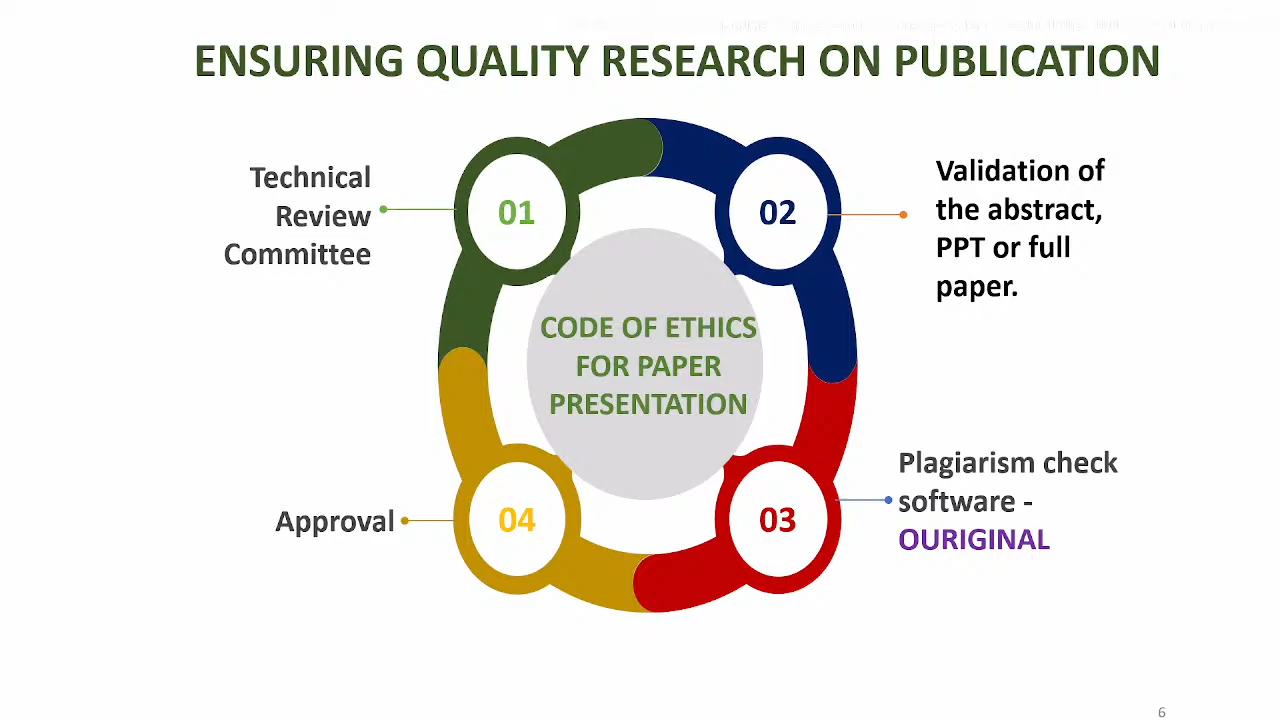 ENSURING QUALITY RESEARCH ON PUBLICATION
Technical
Review
Committee
01
02
Validation of
the abstract,
PPT or full
paper.
CODE OF ETHICS
FOR PAPER
PRESENTATION
Approval
04
03
Plagiarism check
software -
OURIGINAL
6